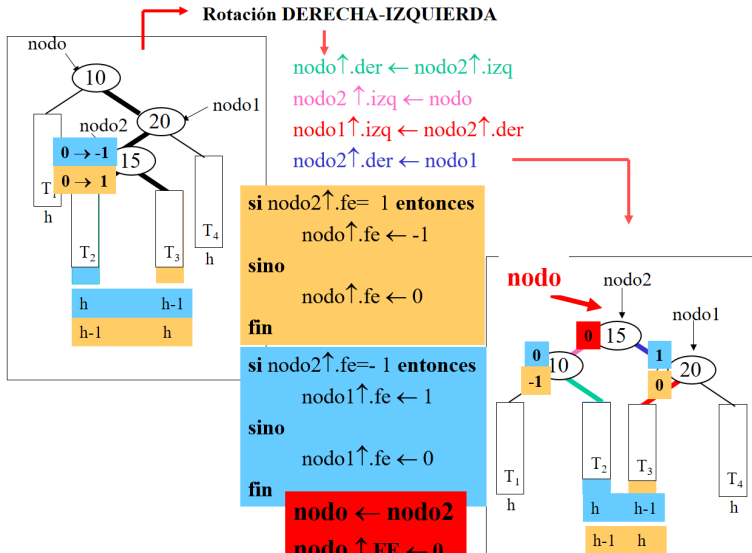 Rotación DERECHA-IZQUIERDA
nodo
10
nodo1
20
nodo2
15
0 → -1
0 → 1
T1
h
T2
T3
T4
h
h h-1
h-1 h
nodo↑.der ← nodo2↑.izq
nodo2 ↑.izq ← nodo
nodo1↑.izq ← nodo2↑.der
nodo2↑.der ← nodo1
si nodo2↑.fe= 1 entonces
nodo↑.fe ← -1
sino
nodo↑.fe ← 0
fin
si nodo2↑.fe=- 1 entonces
nodo1↑.fe ← 1
sino
nodo1↑.fe ← 0
fin
nodo ← nodo2
nodo ↑.FE ← 0
nodo
nodo2
0
15
nodo1
0
10
-1
1
0
20
T1
h
T2
T3
T4
h
h h-1
h-1 h